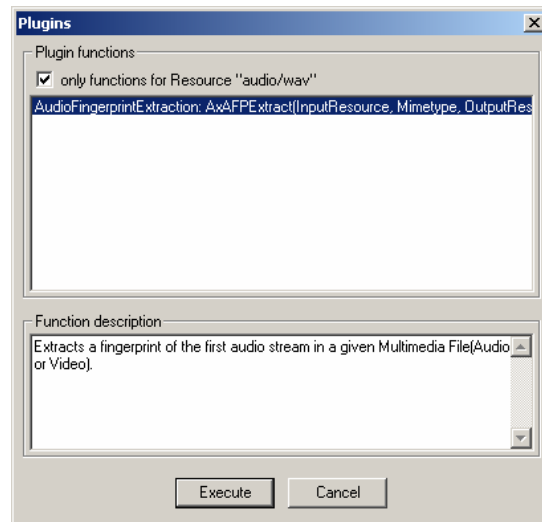 Plugins
Plugin functions
only functions for Resource "audio/wav"
AudioFingerprintExtraction: AxAFPExtract(InputResource, Mimetype, OutputRes
Function description
Extracts a fingerprint of the first audio stream in a given Multimedia File(Audio
or Video).
Execute Cancel